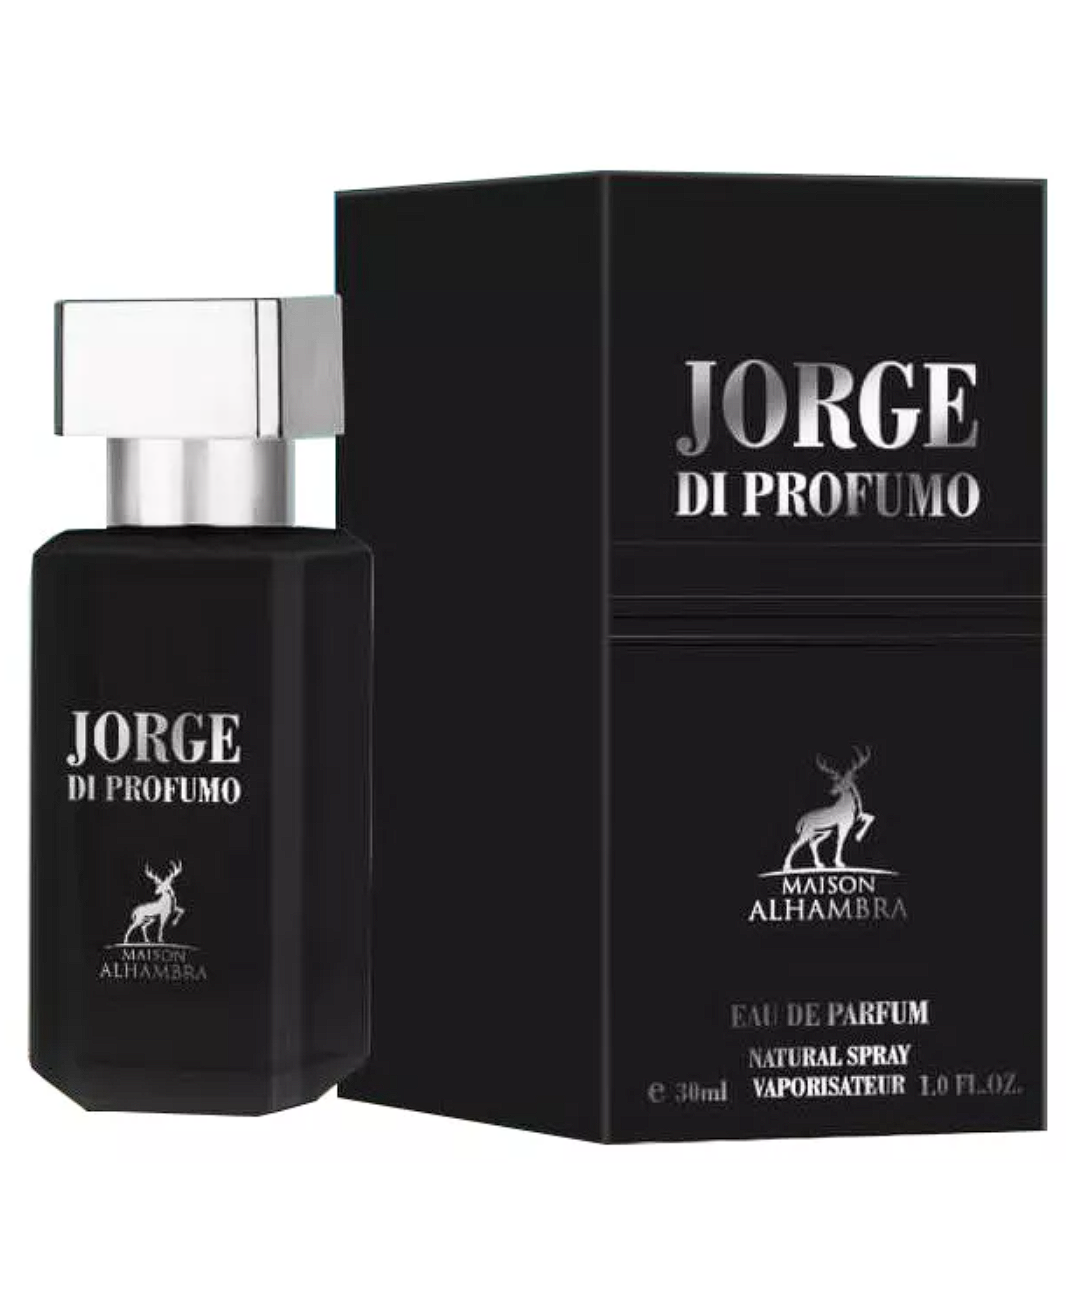 JORGE
DI PROFUMO
MAISON
ALHAMBRA
JORGE
DI PROFUMO
MAISON
ALHAMBRA
EAU DE PARFUM
NATURAL SPRAY
℮ 30ml VAPORISATEUR 1.0 FL.OZ.